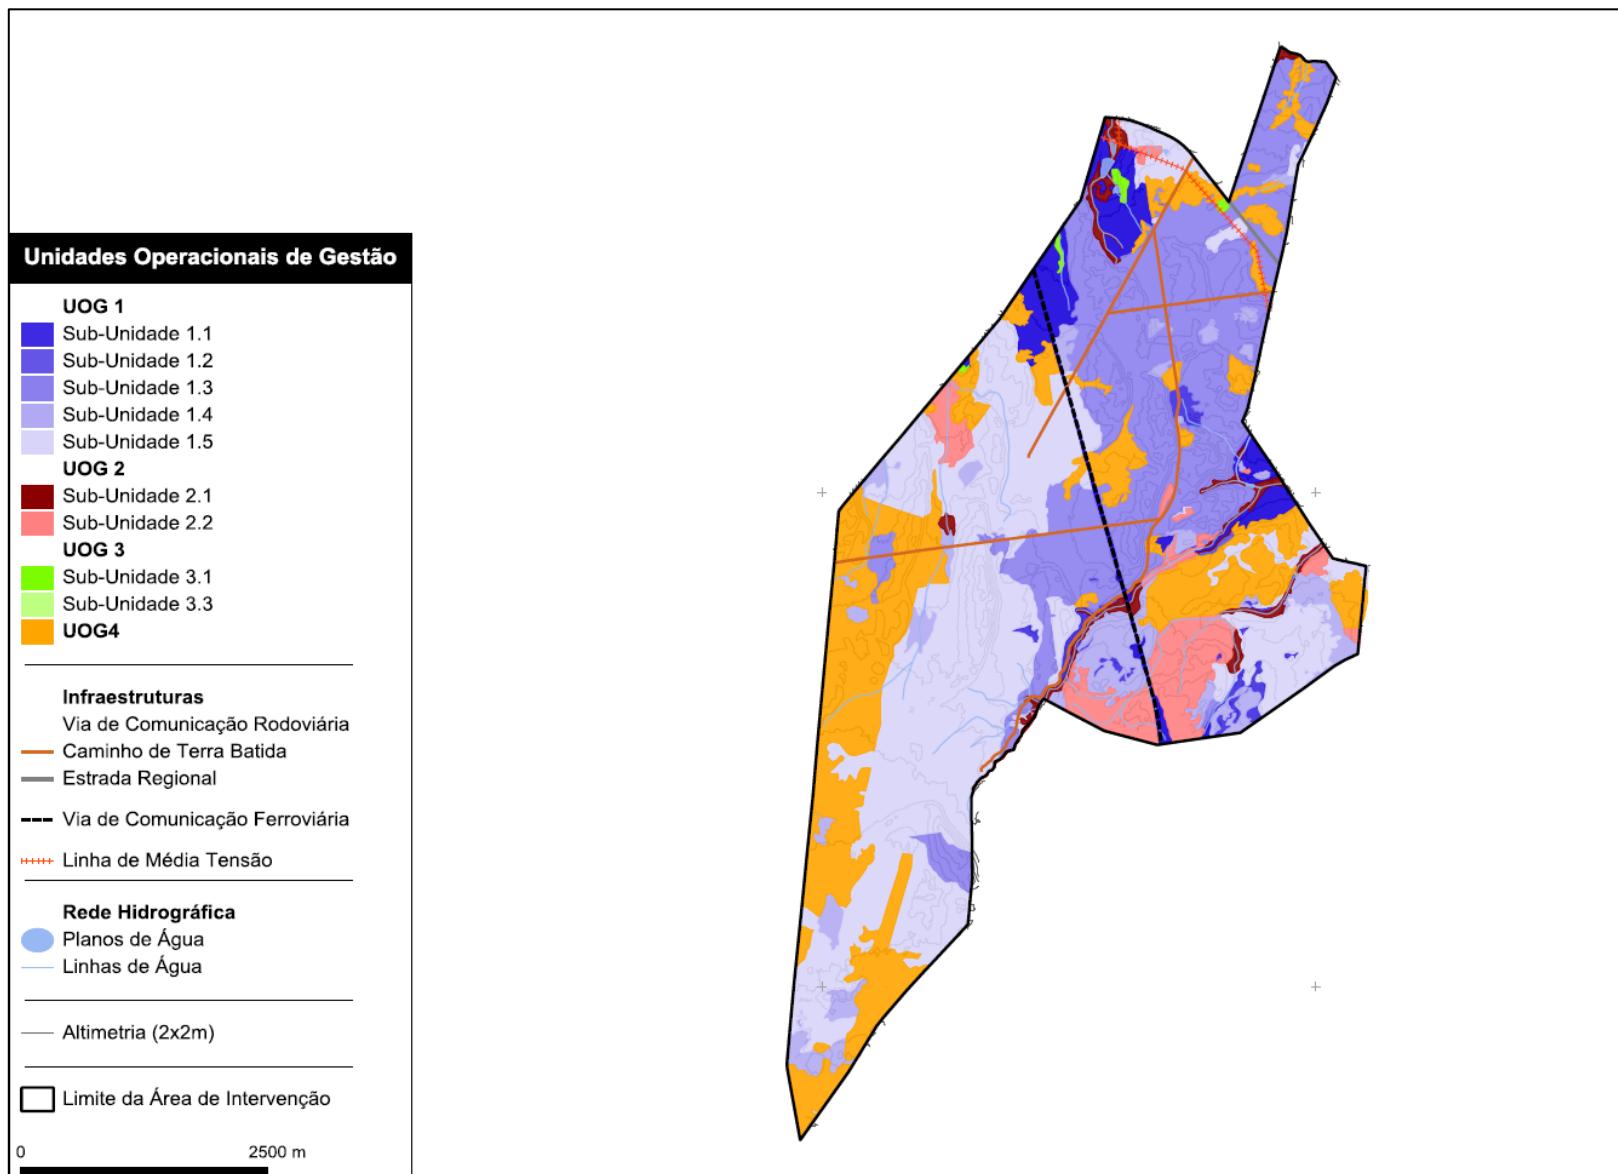 Unidades Operacionais de Gestão
UOG 1
Sub-Unidade 1.1
Sub-Unidade 1.2
Sub-Unidade 1.3
Sub-Unidade 1.4
Sub-Unidade 1.5
UOG 2
Sub-Unidade 2.1
Sub-Unidade 2.2
UOG 3
Sub-Unidade 3.1
Sub-Unidade 3.3
UOG4
Infraestruturas
Via de Comunicação Rodoviária
Caminho de Terra Batida
Estrada Regional
Via de Comunicação Ferroviária
Linha de Média Tensão
Rede Hidrográfica
Planos de Água
Linhas de Água
Altimetria (2x2m)
Limite da Área de Intervenção
0 2500 m